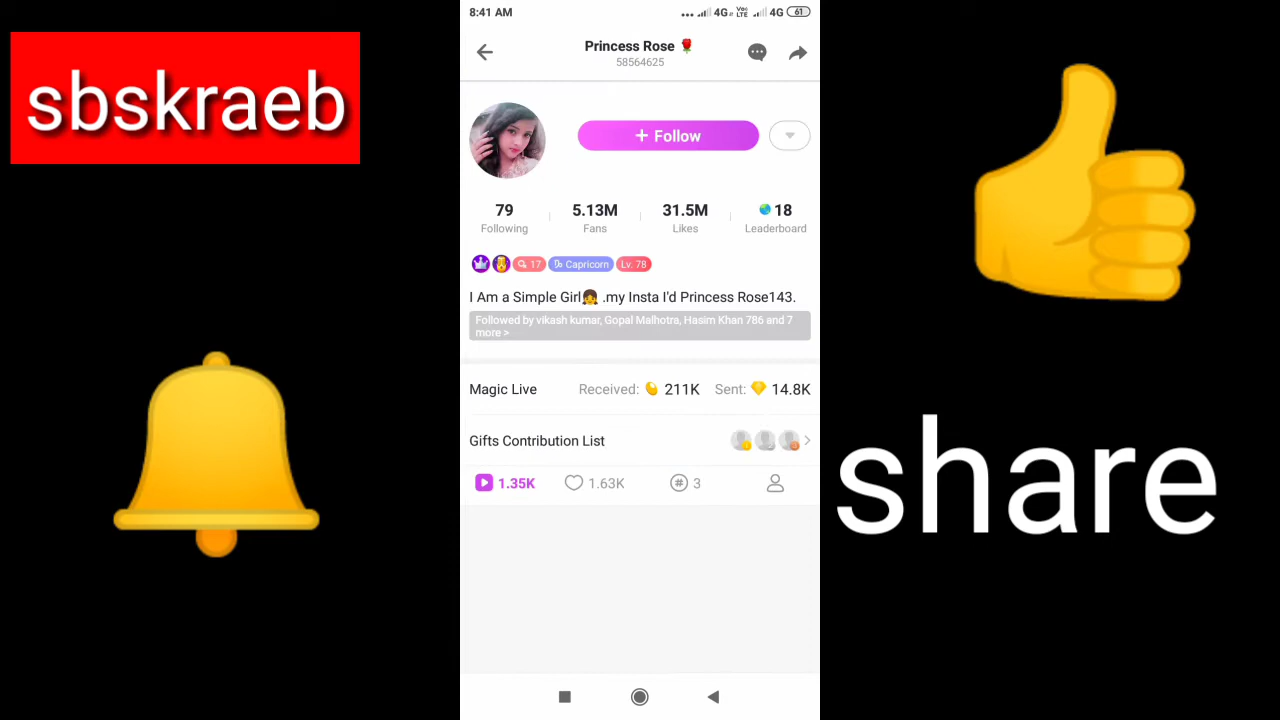 sbskraeb
8:41 AM
4G
Vo
LTE
4G
61
Princess Rose 🌹
58564625
+ Follow
79
Following
5.13M
Fans
31.5M
Likes
18
Leaderboard
17
Capricorn
Lv. 78
I Am a Simple Girl👧 .my Insta I'd Princess Rose143.
Followed by vikash kumar, Gopal Malhotra, Hasim Khan 786 and 7
more >
Magic Live
Received: 211K
Sent: 14.8K
Gifts Contribution List
1.35K
1.63K
# 3
share